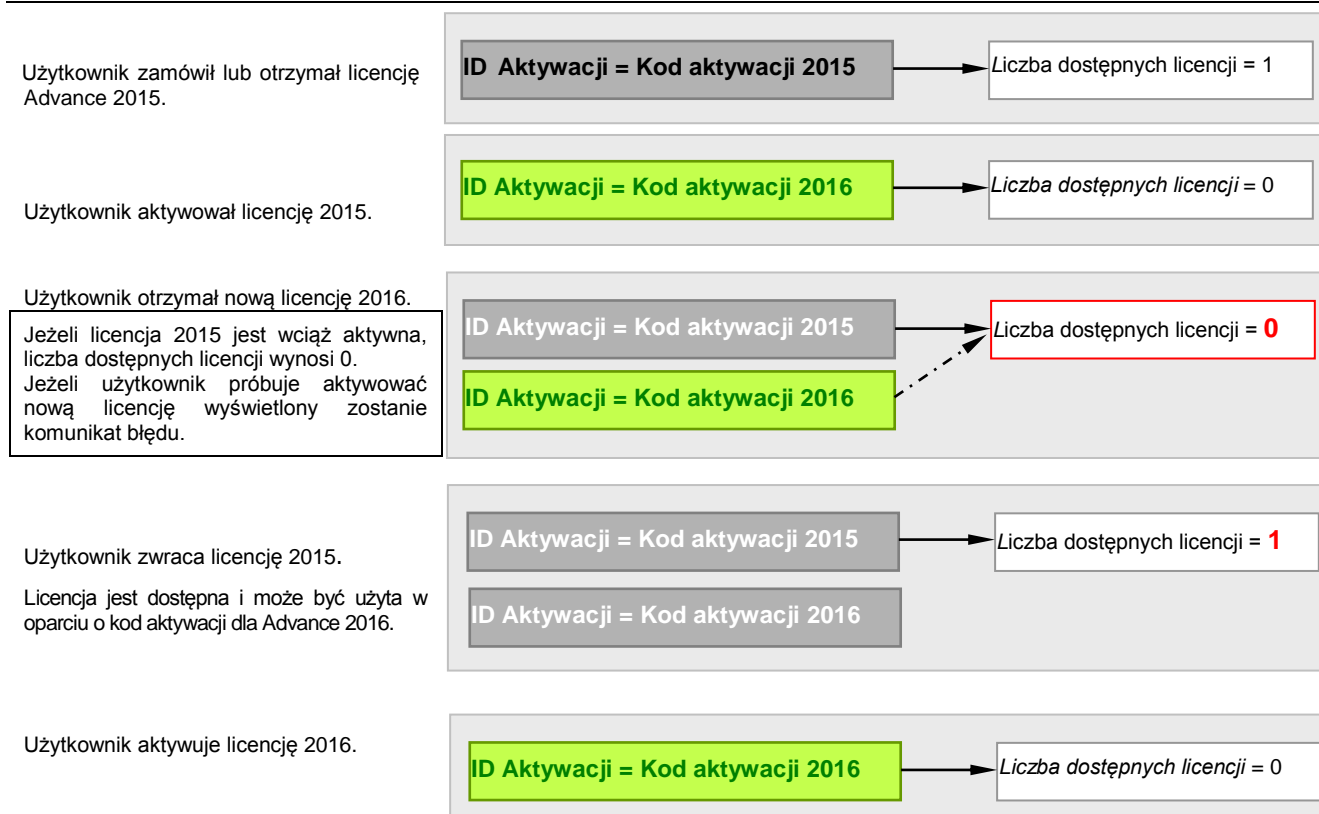 Użytkownik zamówił lub otrzymał licencję
Advance 2015.
ID Aktywacji = Kod aktywacji 2015
Liczba dostępnych licencji = 1
Użytkownik aktywował licencję 2015.
ID Aktywacji = Kod aktywacji 2016
Liczba dostępnych licencji = 0
Użytkownik otrzymał nową licencję 2016.
Jeżeli licencja 2015 jest wciąż aktywna,
liczba dostępnych licencji wynosi 0.
Jeżeli użytkownik próbuje aktywować
nową licencję wyświetlony zostanie
komunikat błędu.
ID Aktywacji = Kod aktywacji 2015
Liczba dostępnych licencji = 0
ID Aktywacji = Kod aktywacji 2016
Użytkownik zwraca licencję 2015.
Licencja jest dostępna i może być użyta w
oparciu o kod aktywacji dla Advance 2016.
ID Aktywacji = Kod aktywacji 2015
Liczba dostępnych licencji = 1
ID Aktywacji = Kod aktywacji 2016
Użytkownik aktywuje licencję 2016.
ID Aktywacji = Kod aktywacji 2016
Liczba dostępnych licencji = 0